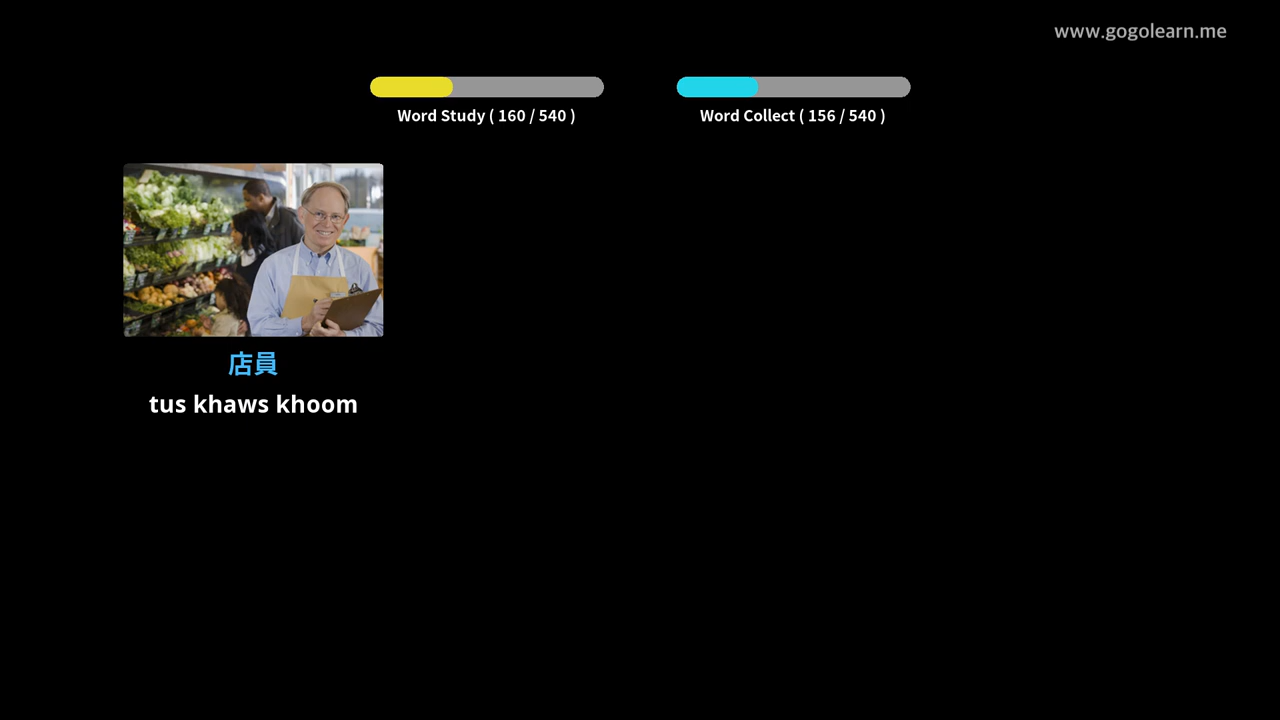 www.gogolearn.me
Word Study ( 160 / 540 )
Word Collect ( 156 / 540 )
店員
tus khaws khoom